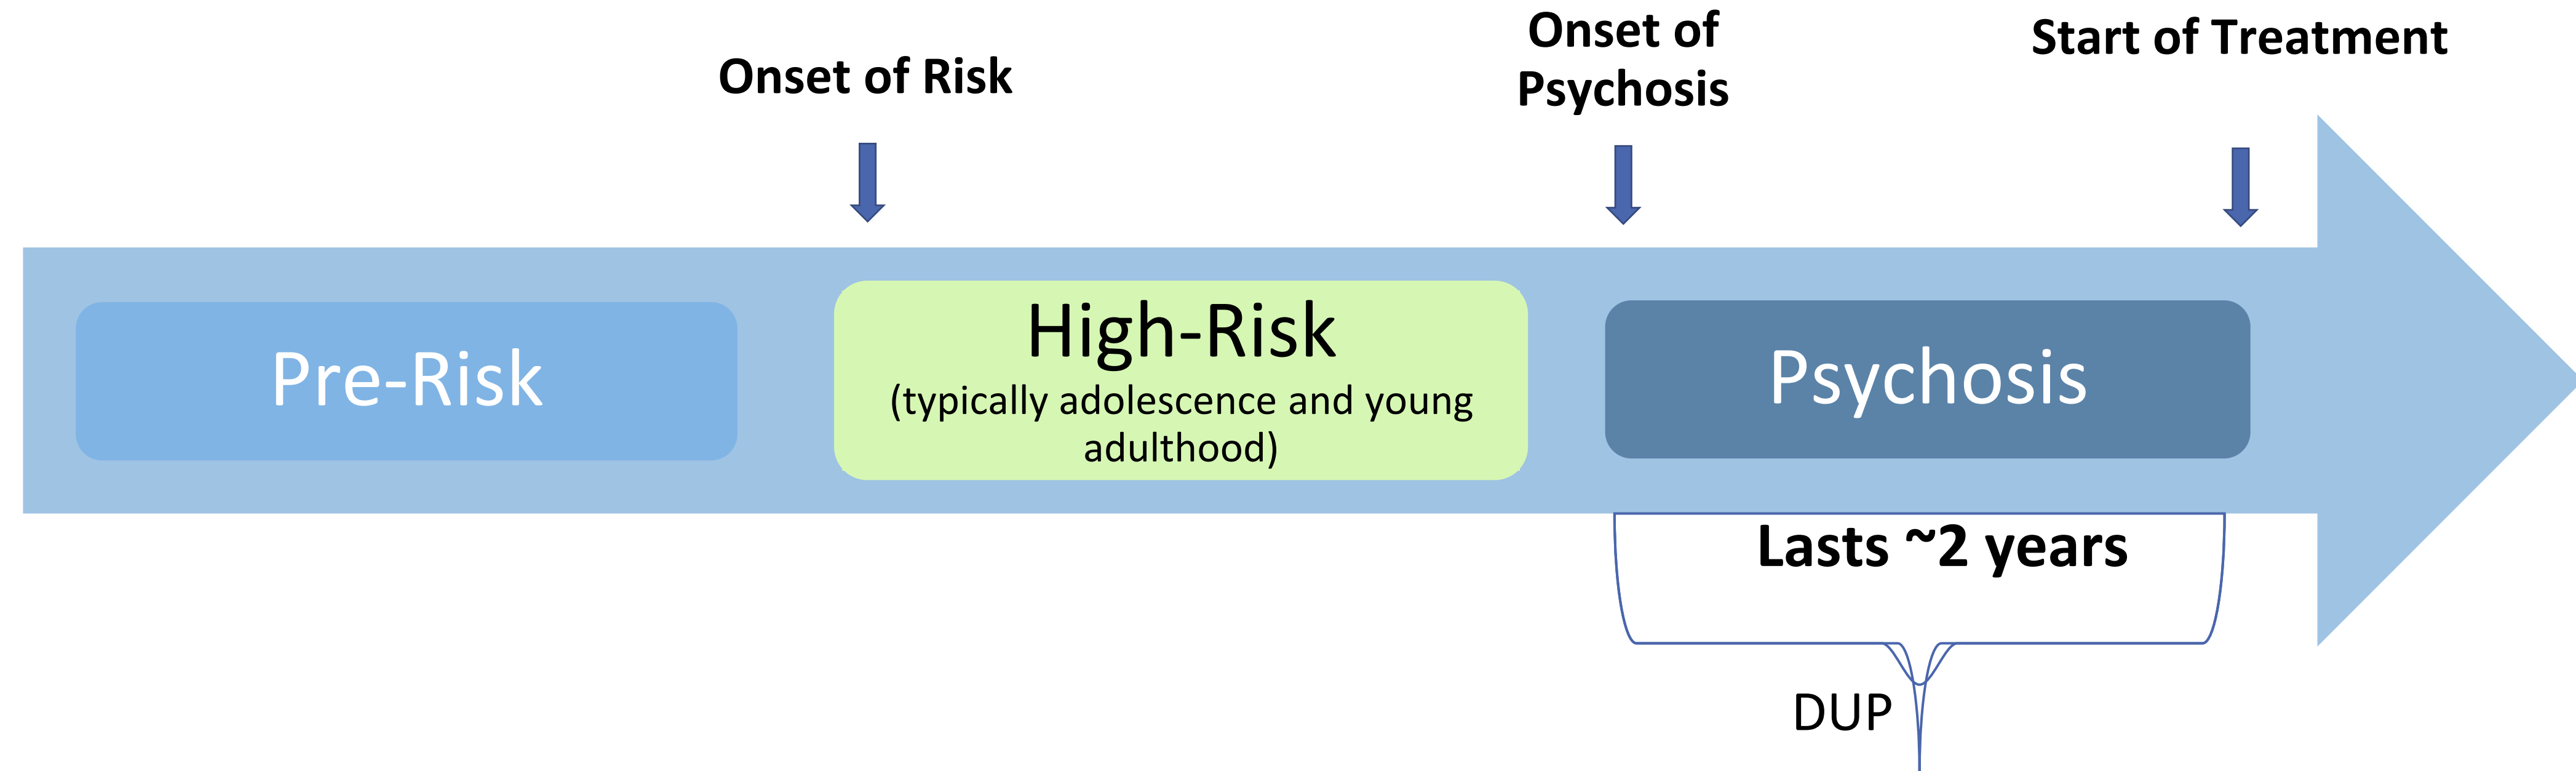 Onset of Risk
Onset of
Psychosis
Start of Treatment
Pre-Risk
High-Risk
(typically adolescence and young
adulthood)
Psychosis
Lasts ~2 years
DUP